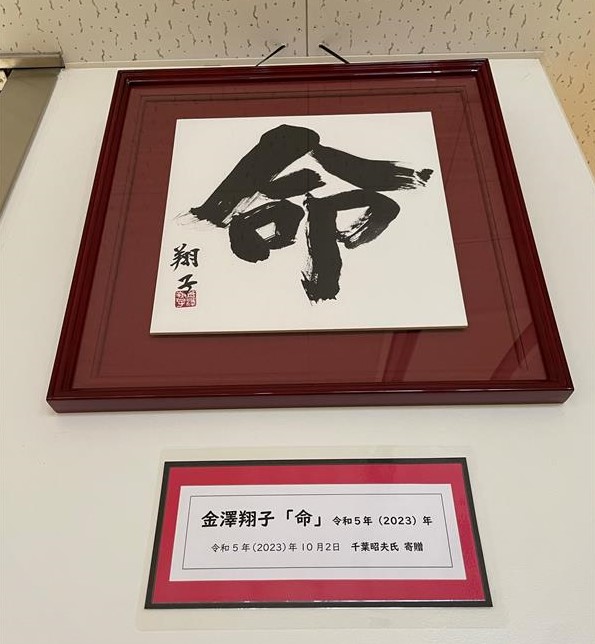 命
翔子
金澤翔子「命」令和5年（2023）年
令和5年(2023)年10月2日 千葉昭夫氏 寄贈